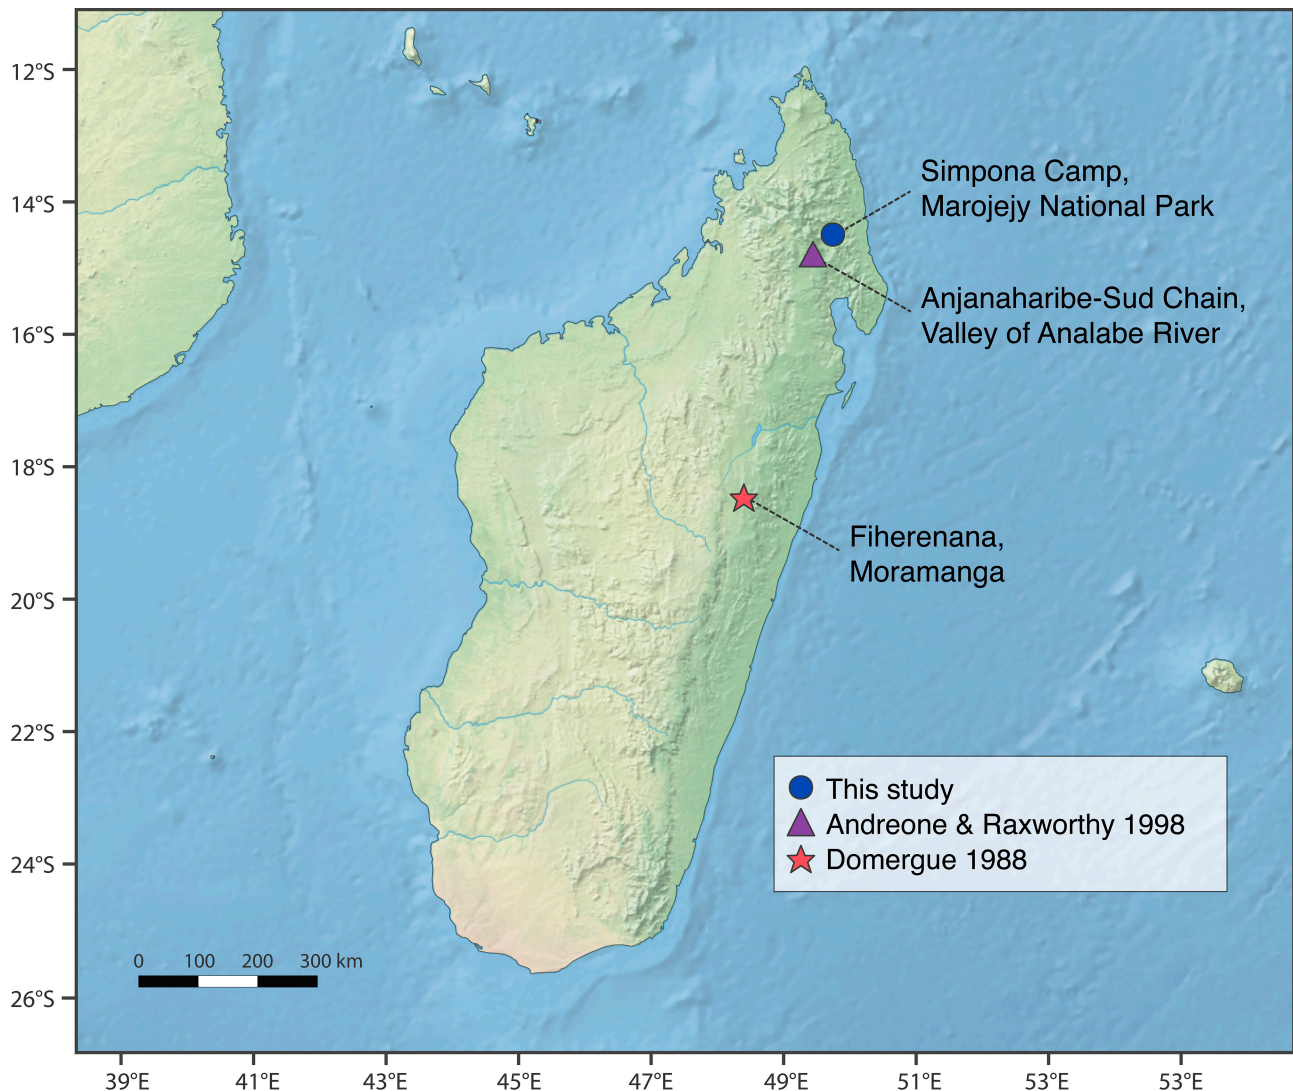 12°S
14°S
16°S
18°S
20°S
22°S
24°S
26°S
Simpona Camp,
Marojejy National Park
Anjanaharibe-Sud Chain,
Valley of Analabe River
Fiherenana,
Moramanga
This study
Andreone & Raxworthy 1998
Domergue 1988
0 100 200 300 km
39°E 41°E 43°E 45°E 47°E 49°E 51°E 53°E 53°E